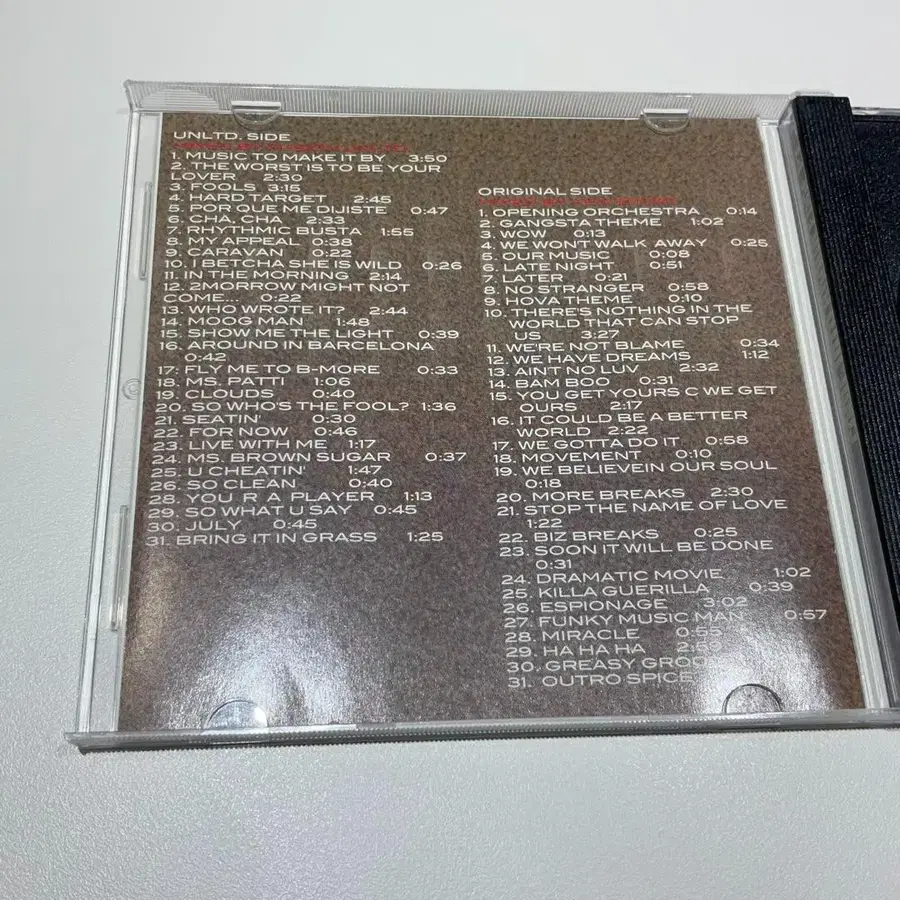 UNLTD. SIDE
1. MUSIC TO MAKE IT BY 3:50
2. THE WORST IS TO BE YOUR
LOVER 2:30
3. FOOLS 3:15
4. HARD TARGET 2:45
5. POR QUE ME DIJISTE 0:47
6. CHA, CHA 2:33
7. RHYTHMIC BUSTA 1:55
8. MY APPEAL 0:38
9. CARAVAN 0:22
10. I BETCHA SHE IS WILD 0:26
11. IN THE MORNING 2:14
12. 2MORROW MIGHT NOT
COME... 0:22
13. WHO WROTE IT? 2:44
14. MOOG MAN 1:48
15. SHOW ME THE LIGHT 0:39
16. AROUND IN BARCELONA
0:42
17: FLY ME TO B-MORE 0:33
18. MS. PATTI 1:06
19. CLOUDS 0:40
20. SO WHO'S THE FOOL? 1:36
21. SEATIN' 0:30
22. FOR NOW 0:46
23. LIVE WITH ME 1:17
24. MS. BROWN SUGAR 0:37
25. U CHEATIN' 1:47
26. SO CLEAN 0:40
28. YOU R A PLAYER 1:13
29. SO WHAT U SAY 0:45
30. JULY 0:45
31. BRING IT IN GRASS 1:25
ORIGINAL SIDE
1. OPENING ORCHESTRA 0:14
2. GANGSTA THEME 1:02
3. WOW 0:13
4. WE WON'T WALK AWAY 0:25
5. OUR MUSIC 0:08
6. LATE NIGHT 0:51
7. LATER 0:21
8. NO STRANGER 0:58
9. HOVA THEME 0:10
10. THERE'S NOTHING IN THE
WORLD THAT CAN STOP
US 3:27
11. WE'RE NOT BLAME 0:34
12. WE HAVE DREAMS 1:12
13. AIN'T NO LUV 2:32
14. BAM BOO 0:31
15. YOU GET YOURS C WE GET
OURS 2:17
16. IT COULD BE A BETTER
WORLD 2:22
17. WE GOTTA DO IT 0:58
18. MOVEMENT 0:10
19. WE BELIEVEIN OUR SOUL
0:18
20. MORE BREAKS 2:30
21. STOP THE NAME OF LOVE
1:22
22. BIZ BREAKS 0:25
23. SOON IT WILL BE DONE
0:31
24. DRAMATIC MOVIE 1:02
25. KILLA GUERILLA 0:39
26. ESPIONAGE 3:02
27. FUNKY MUSIC MAN 0:57
28. MIRACLE 0:55
29. HA HA HA 2:59
30. GREASY
31. OUTRO SPICE